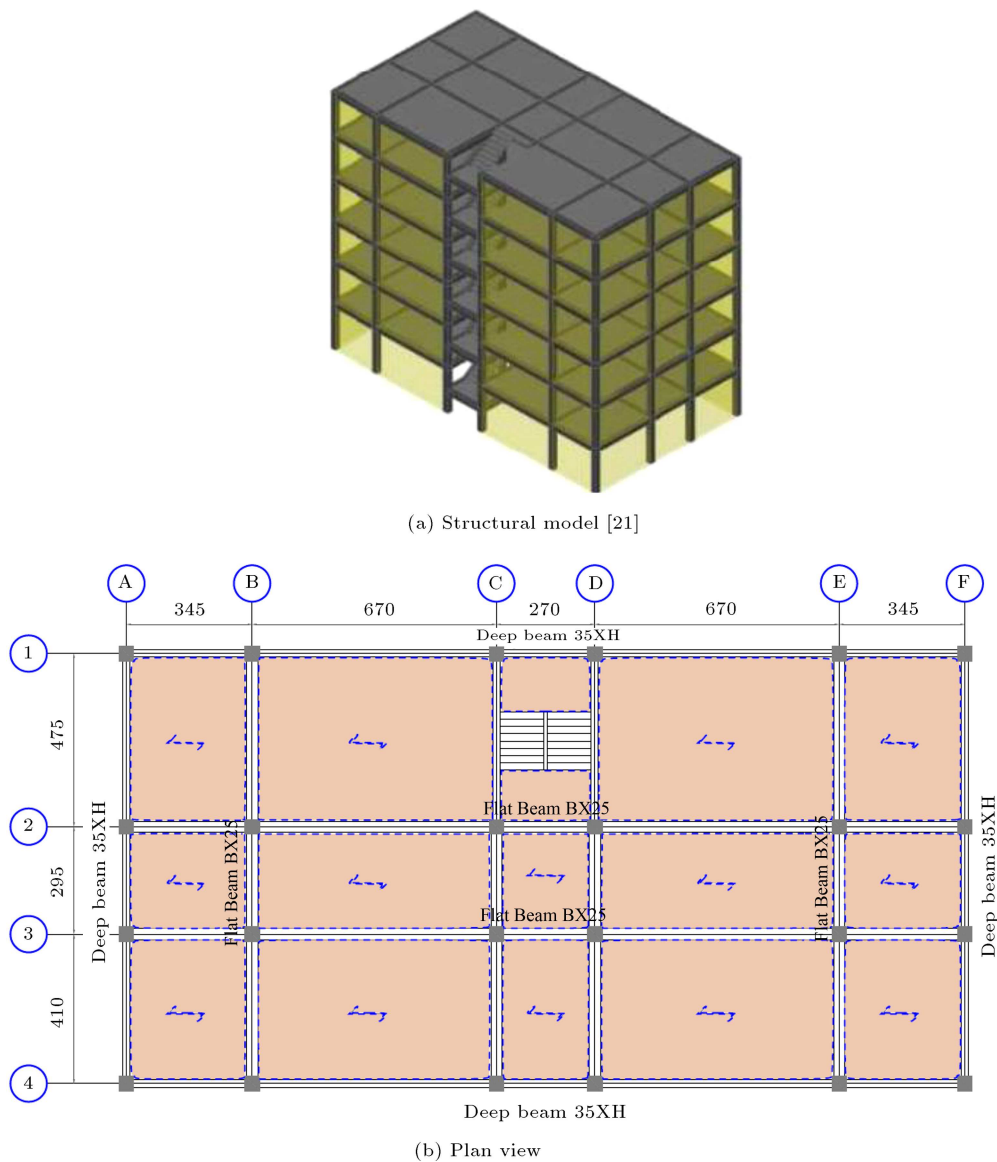 (a) Structural model [21]
A B C D E F
345 670 270 670 345
Deep beam 35XH
1
475
2
295
3
410
4
Deep beam 35XH
Flat Beam BX25
Flat Beam BX25
Flat Beam BX25
Flat Beam BX25
Deep beam 35XH
Deep beam 35XH
(b) Plan view